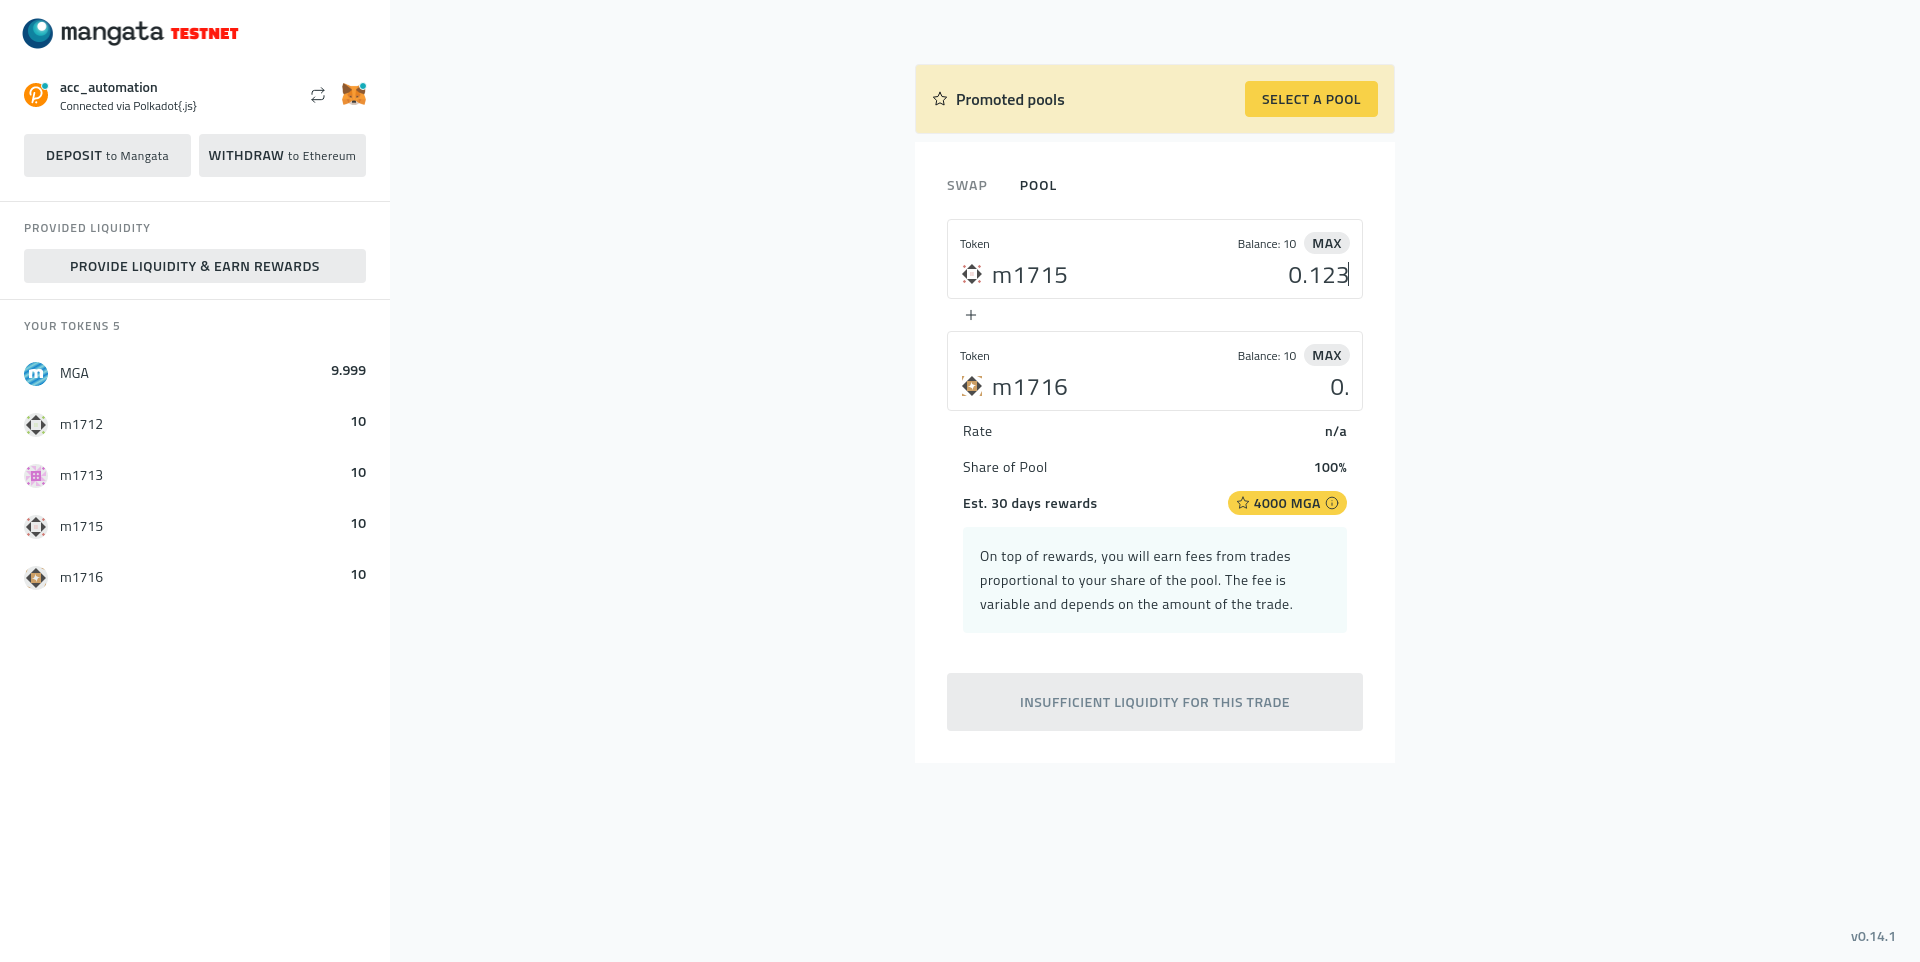 mangata TESTNET
acc_automation
Connected via Polkadot{.js}
DEPOSIT to Mangata
WITHDRAW to Ethereum
PROVIDED LIQUIDITY
PROVIDE LIQUIDITY & EARN REWARDS
YOUR TOKENS 5
MGA 9.999
m1712 10
m1713 10
m1715 10
m1716 10
Promoted pools
SELECT A POOL
SWAP POOL
Token Balance: 10 MAX
m1715 0.123
+
Token Balance: 10 MAX
m1716 0.
Rate n/a
Share of Pool 100%
Est. 30 days rewards 4000 MGA
On top of rewards, you will earn fees from trades
proportional to your share of the pool. The fee is
variable and depends on the amount of the trade.
INSUFFICIENT LIQUIDITY FOR THIS TRADE
v0.14.1